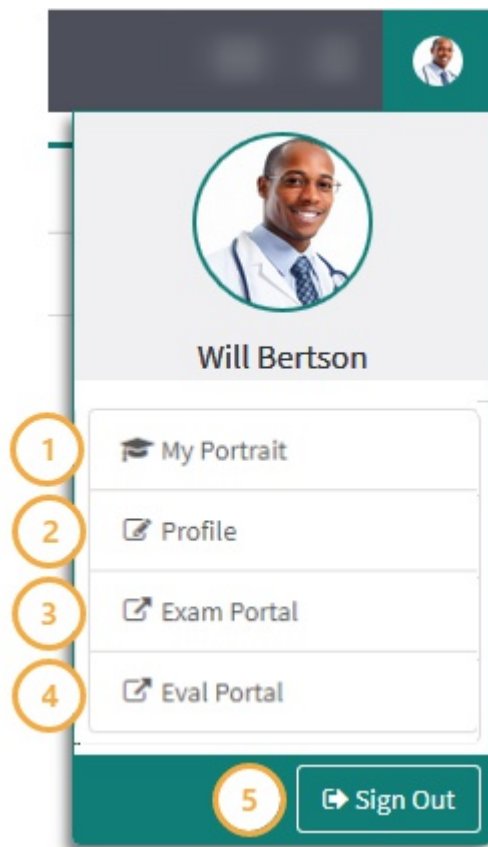 Will Bertson
1 My Portrait
2 Profile
3 Exam Portal
4 Eval Portal
5 Sign Out